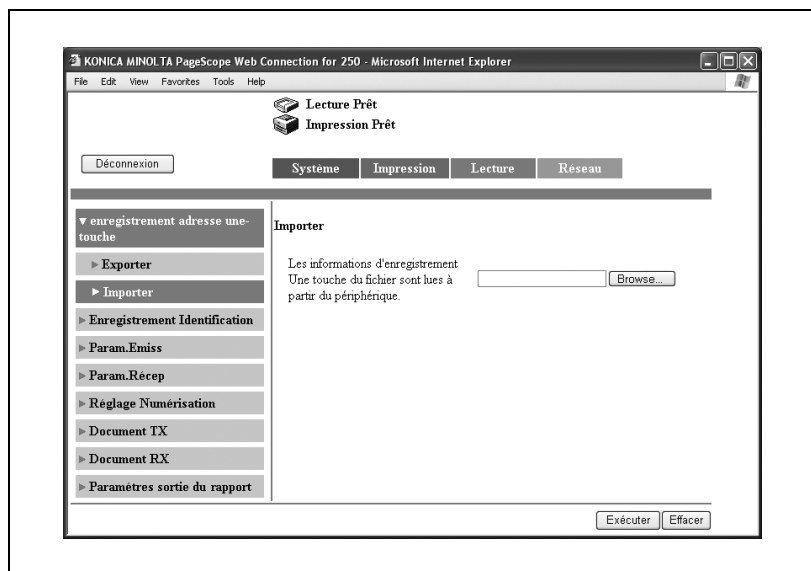 KONICA MINOLTA PageScope Web Connection for 250 - Microsoft Internet Explorer
File Edit View Favorites Tools Help
Lecture Prêt
Impression Prêt
Déconnexion
Système Impression Lecture Réseau
enregistrement adresse une-
touche
Exporter
Importer
Enregistrement Identification
Param.Emiss
Param.Récep
Réglage Numérisation
Document TX
Document RX
Paramétres sortie du rapport
Importer
Les informations d'enregistrement
Une touche du fichier sont lues à
partir du périphérique.
Browse...
Exécuter Effacer